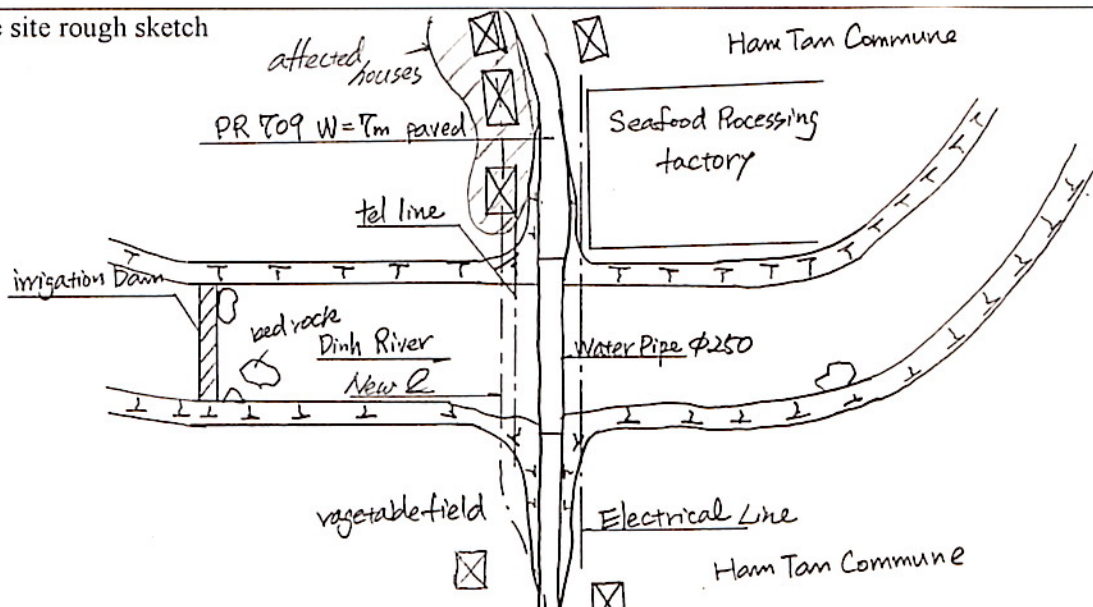 e site rough sketch
Ham Tan Commune
affected
houses
PR 709 W=7m paved
Seafood Processing
factory
tel line
irrigation Dam
bed rock
Dinh River
Water Pipe φ250
New ℄
vagetable field
Electrical Line
Ham Tan Commune